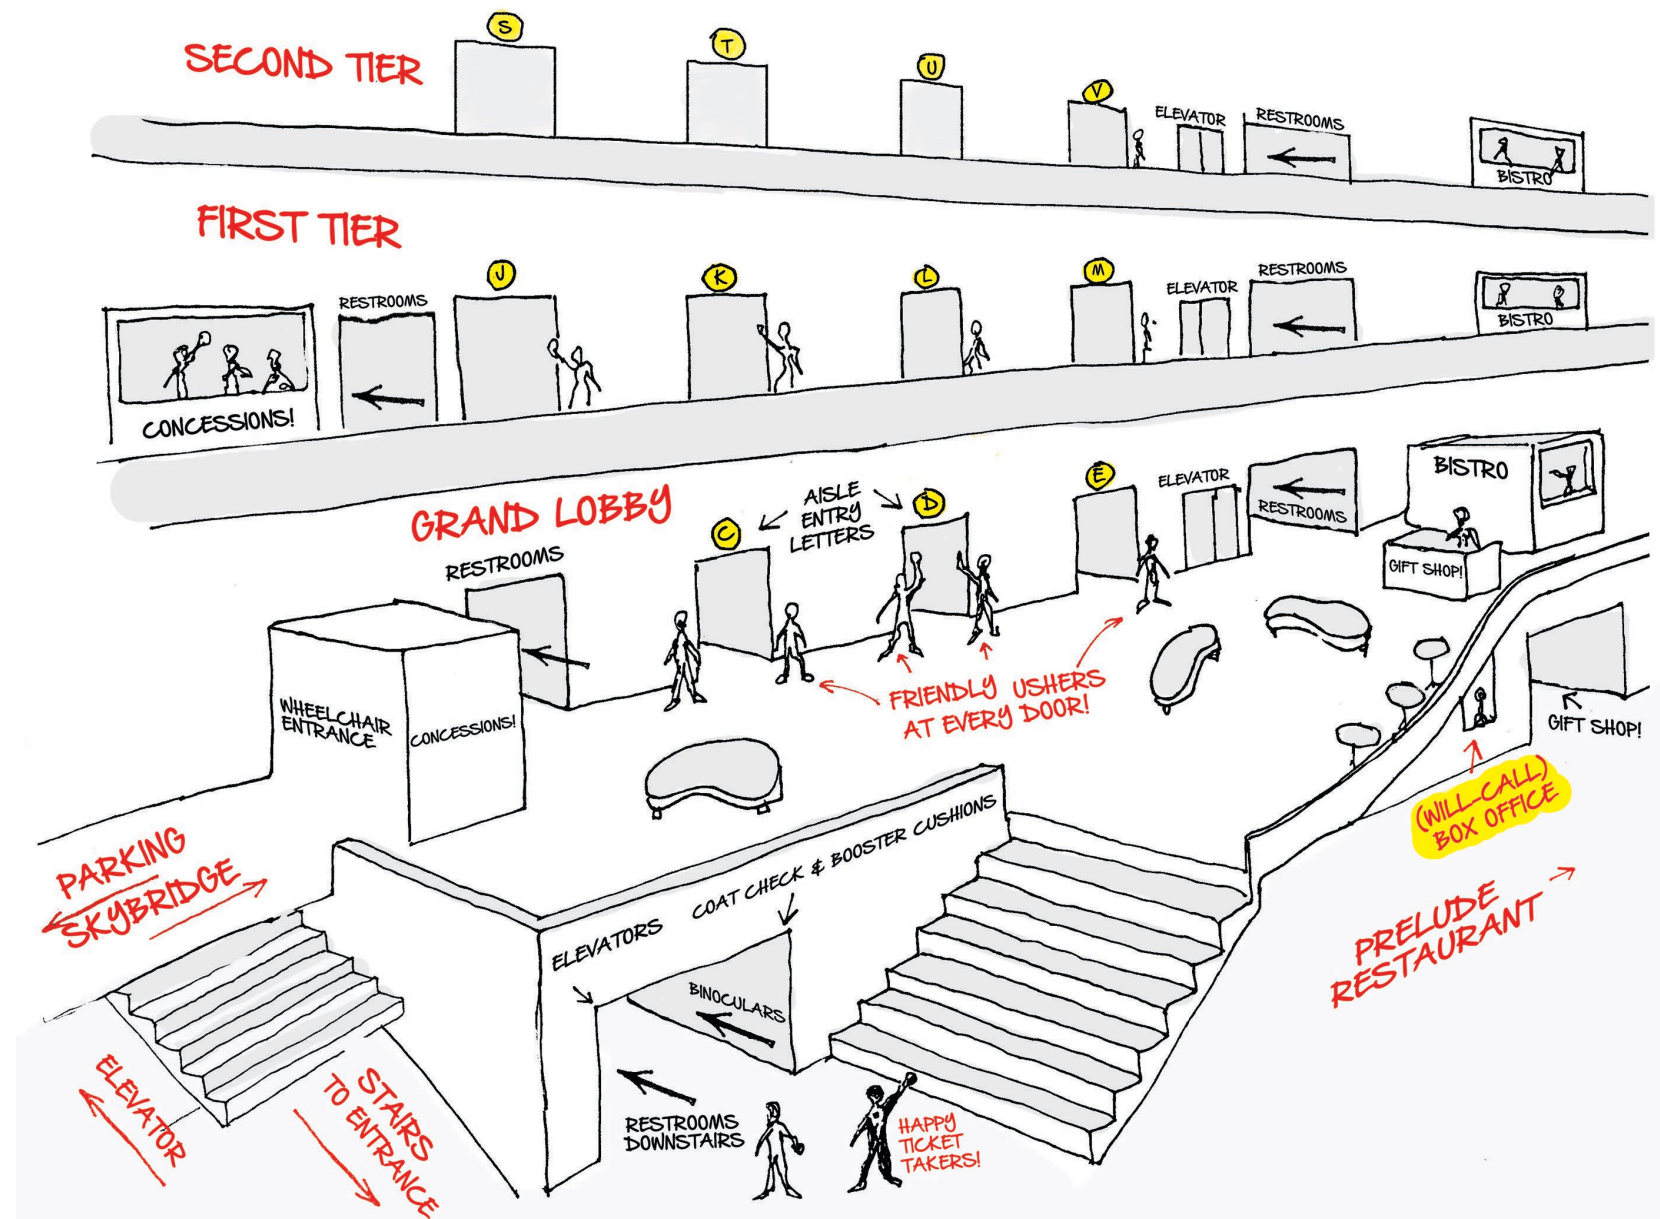 S
T
U
V
SECOND TIER
ELEVATOR
RESTROOMS
BISTRO
FIRST TIER
J
K
L
M
RESTROOMS
ELEVATOR
RESTROOMS
BISTRO
CONCESSIONS!
GRAND LOBBY
AISLE
ENTRY
LETTERS
C
D
E
ELEVATOR
RESTROOMS
BISTRO
RESTROOMS
GIFT SHOP!
WHEELCHAIR
ENTRANCE
CONCESSIONS!
FRIENDLY USHERS
AT EVERY DOOR!
GIFT SHOP!
(WILL-CALL)
BOX OFFICE
PARKING
SKYBRIDGE
ELEVATORS
COAT CHECK & BOOSTER CUSHIONS
BINOCULARS
PRELUDE
RESTAURANT
ELEVATOR
STAIRS
TO ENTRANCE
RESTROOMS
DOWNSTAIRS
HAPPY
TICKET
TAKERS!